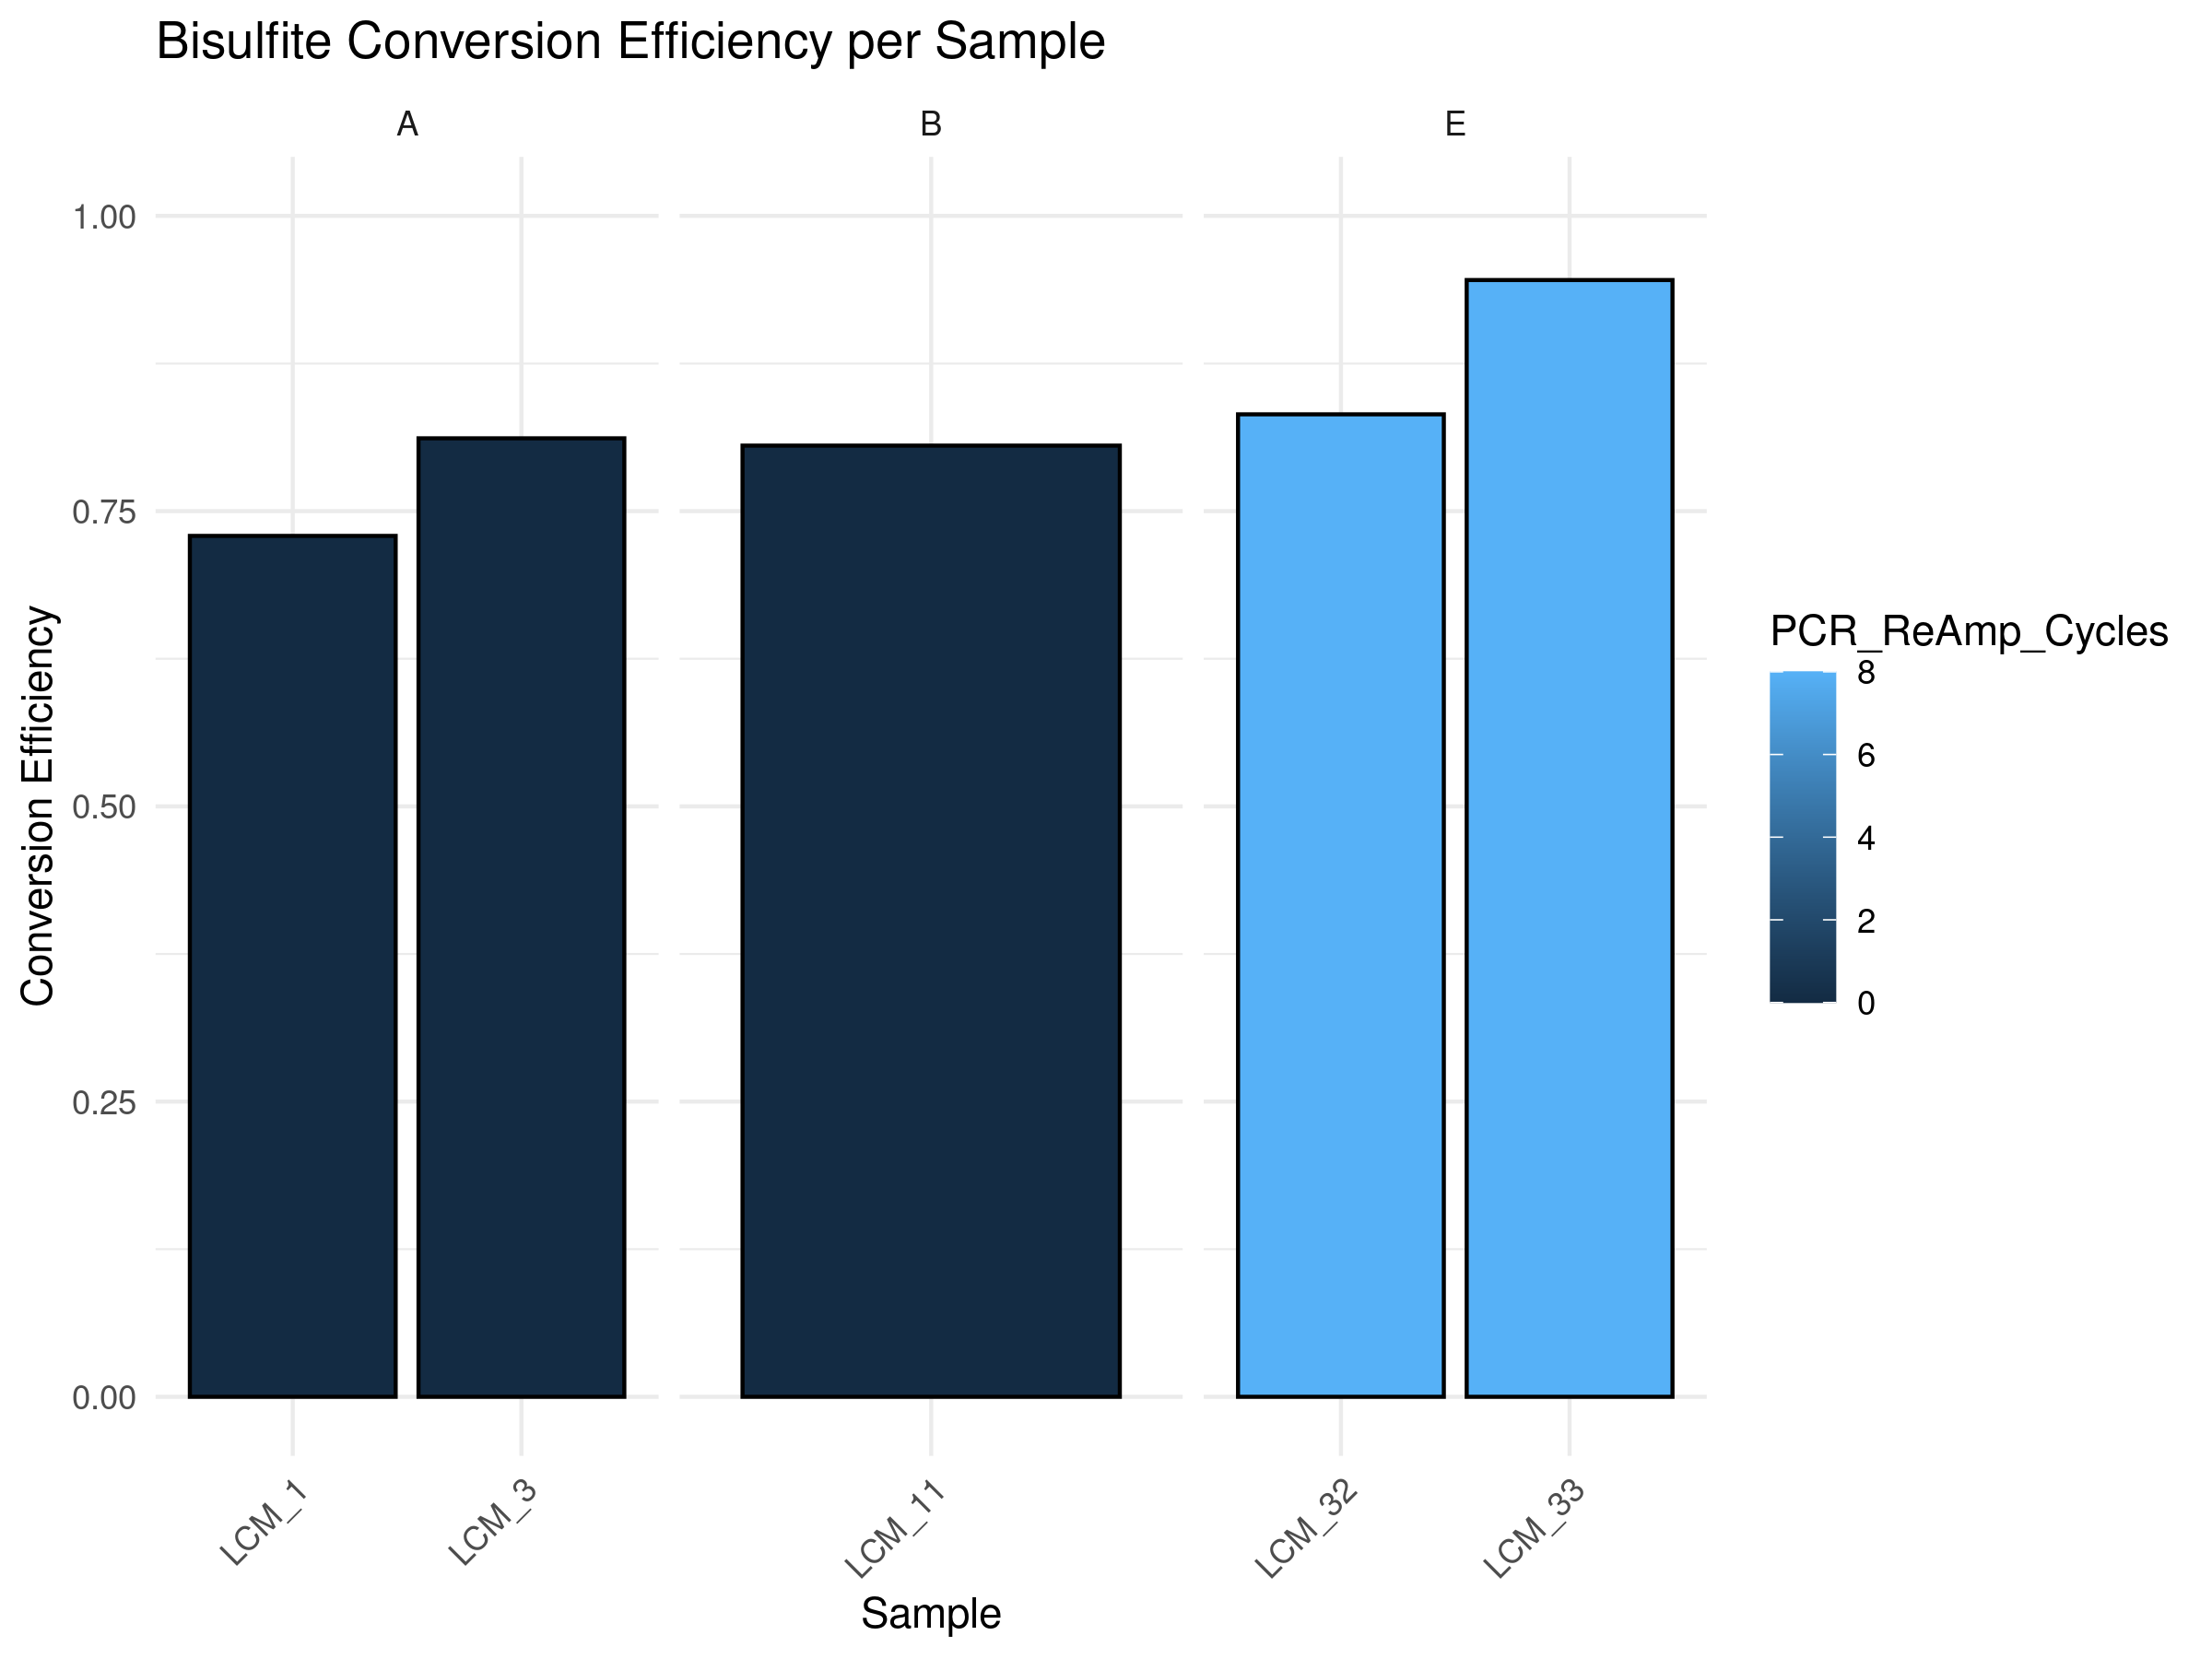 Bisulfite Conversion Efficiency per Sample
A
B
E
1.00
0.75
0.50
0.25
0.00
Conversion Efficiency
LCM_1
LCM_3
LCM_11
LCM_32
LCM_33
Sample
PCR_ReAmp_Cycles
8
6
4
2
0